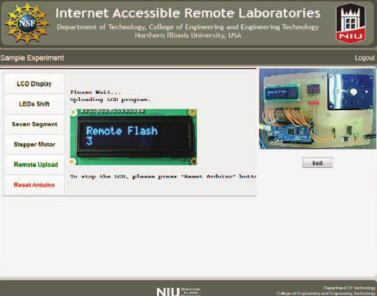 NSF
Internet Accessible Remote Laboratories
Department of Technology, College of Engineering and Engineering Technology
Northern Illinois University, USA
NIU
Sample Experiment
Logout
LCD Display
LEDs Shift
Seven Segment
Stepper Motor
Remote Upload
Reset Arduino
Please Wait...
Uploading LCD program.
Remote Flash
3
To stop the LCD, please press "Reset Arduino"
Back
NIU
Department Of Technology
College of Engineering and Engineering Technology